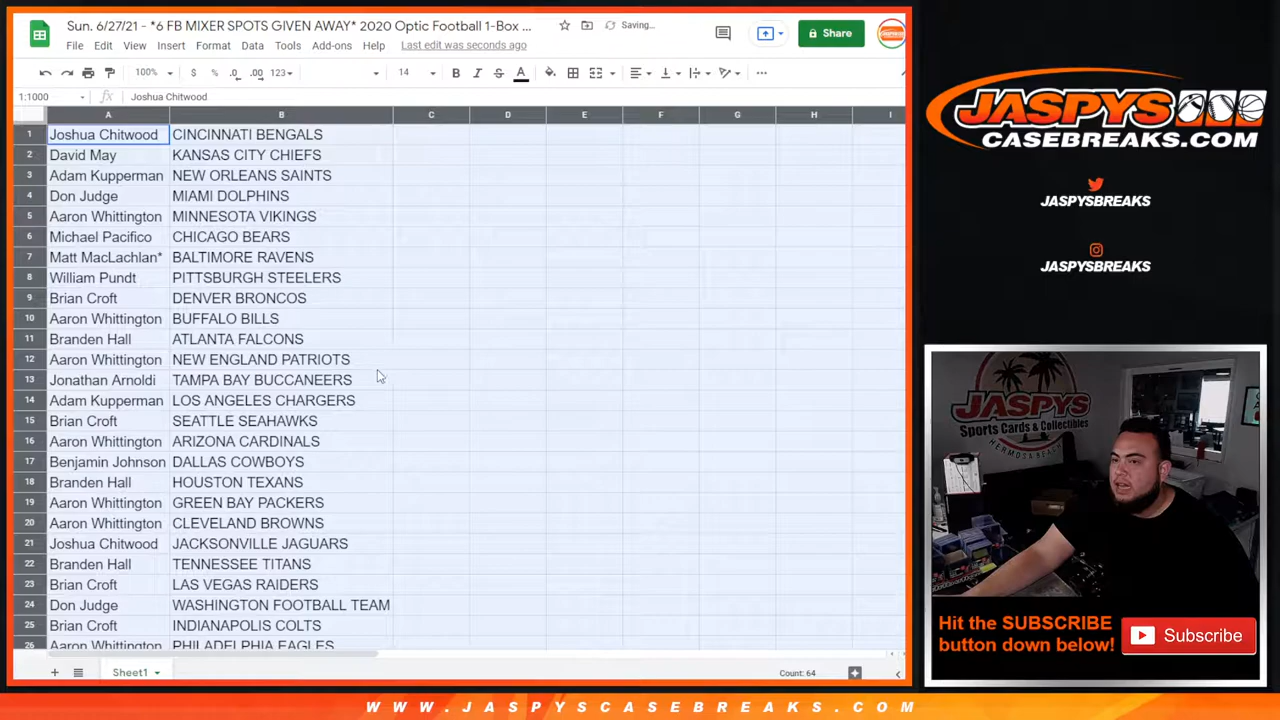 Sun. 6/27/21 - *6 FB MIXER SPOTS GIVEN AWAY* 2020 Optic Football 1-Box ...
Saving...
Share
File Edit View Insert Format Data Tools Add-ons Help Last edit was seconds ago
100% $ % .0 .00 123 14 B I S A
1:1000 fx Joshua Chitwood
A B C D E F G H I
1 Joshua Chitwood CINCINNATI BENGALS
2 David May KANSAS CITY CHIEFS
3 Adam Kupperman NEW ORLEANS SAINTS
4 Don Judge MIAMI DOLPHINS
5 Aaron Whittington MINNESOTA VIKINGS
6 Michael Pacifico CHICAGO BEARS
7 Matt MacLachlan* BALTIMORE RAVENS
8 William Pundt PITTSBURGH STEELERS
9 Brian Croft DENVER BRONCOS
10 Aaron Whittington BUFFALO BILLS
11 Branden Hall ATLANTA FALCONS
12 Aaron Whittington NEW ENGLAND PATRIOTS
13 Jonathan Arnoldi TAMPA BAY BUCCANEERS
14 Adam Kupperman LOS ANGELES CHARGERS
15 Brian Croft SEATTLE SEAHAWKS
16 Aaron Whittington ARIZONA CARDINALS
17 Benjamin Johnson DALLAS COWBOYS
18 Branden Hall HOUSTON TEXANS
19 Aaron Whittington GREEN BAY PACKERS
20 Aaron Whittington CLEVELAND BROWNS
21 Joshua Chitwood JACKSONVILLE JAGUARS
22 Branden Hall TENNESSEE TITANS
23 Brian Croft LAS VEGAS RAIDERS
24 Don Judge WASHINGTON FOOTBALL TEAM
25 Brian Croft INDIANAPOLIS COLTS
26 Aaron Whittington PHILADELPHIA EAGLES
Sheet1
Count: 64
JASPYS
CASEBREAKS.COM
JASPYSBREAKS
JASPYSBREAKS
JASPYS
Sports Cards & Collectibles
HERMOSA BEACH
Hit the SUBSCRIBE
button down below!
Subscribe
WWW.JASPYSCASEBREAKS.COM